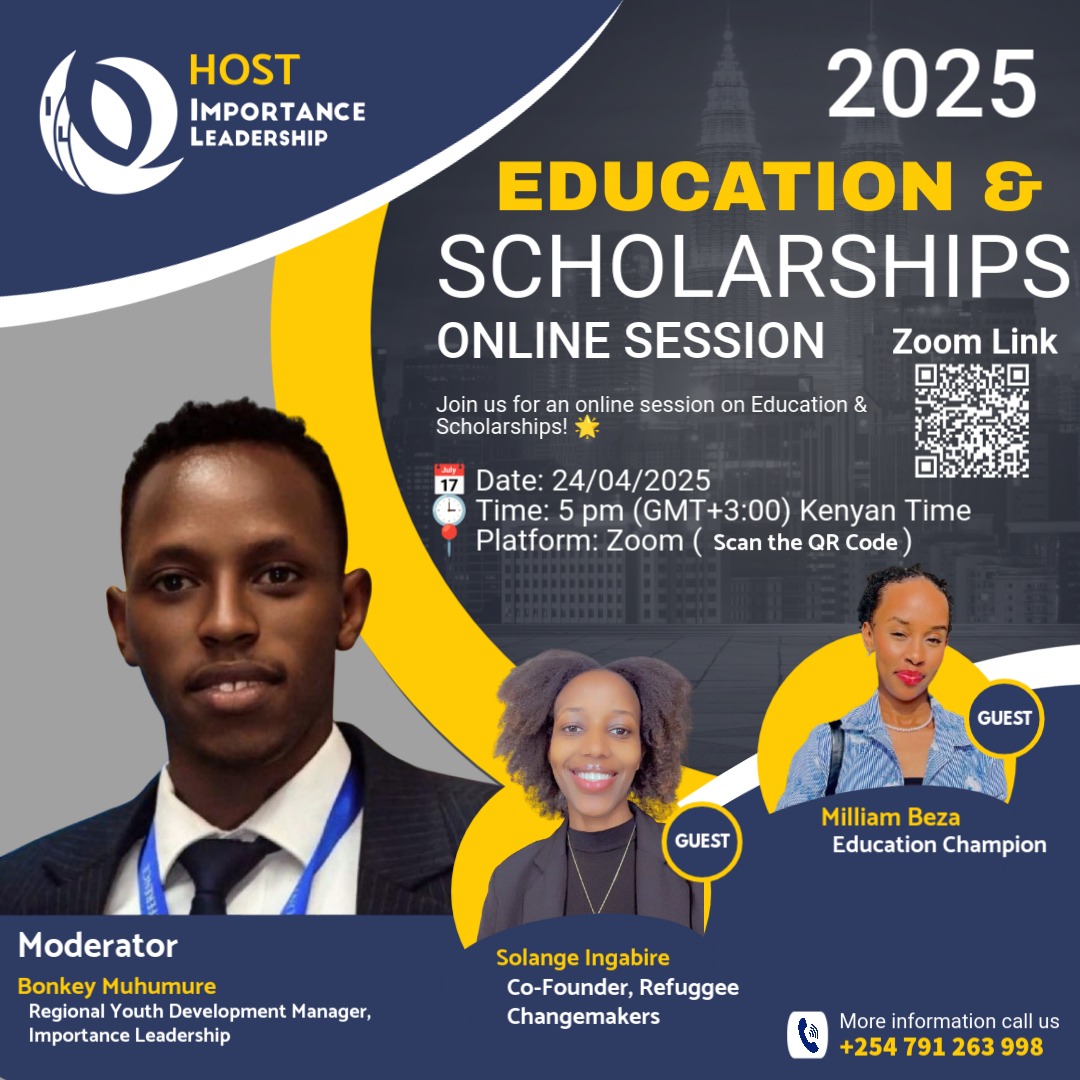 HOST
IMPORTANCE
LEADERSHIP
2025
EDUCATION &
SCHOLARSHIPS
ONLINE SESSION
Zoom Link
Join us for an online session on Education &
Scholarships! 🌟
July
17
Date: 24/04/2025
Time: 5 pm (GMT+3:00) Kenyan Time
Platform: Zoom ( Scan the QR Code )
GUEST
Milliam Beza
Education Champion
GUEST
Solange Ingabire
Co-Founder, Refuggee
Changemakers
Moderator
Bonkey Muhumure
Regional Youth Development Manager,
Importance Leadership
More information call us
+254 791 263 998